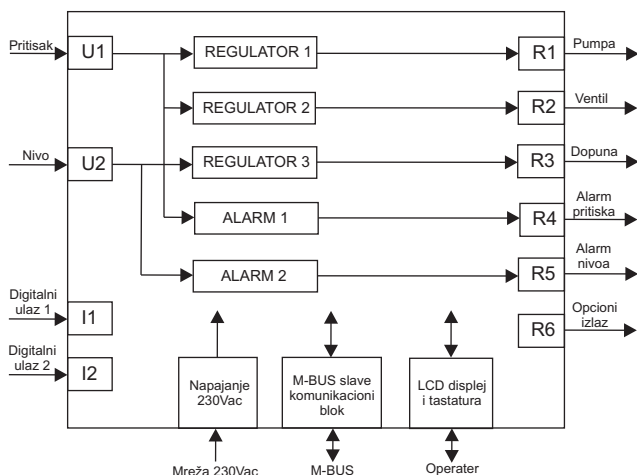 Pritisak
U1
REGULATOR 1
R1
Pumpa
REGULATOR 2
R2
Ventil
Nivo
U2
REGULATOR 3
R3
Dopuna
ALARM 1
R4
Alarm
pritiska
ALARM 2
R5
Alarm
nivoa
Digitalni
ulaz 1
I1
R6
Opcioni
izlaz
Digitalni
ulaz 2
I2
Napajanje
230Vac
M-BUS slave
komunikacioni
blok
LCD displej
i tastatura
Mreža 230Vac
M-BUS
Operater